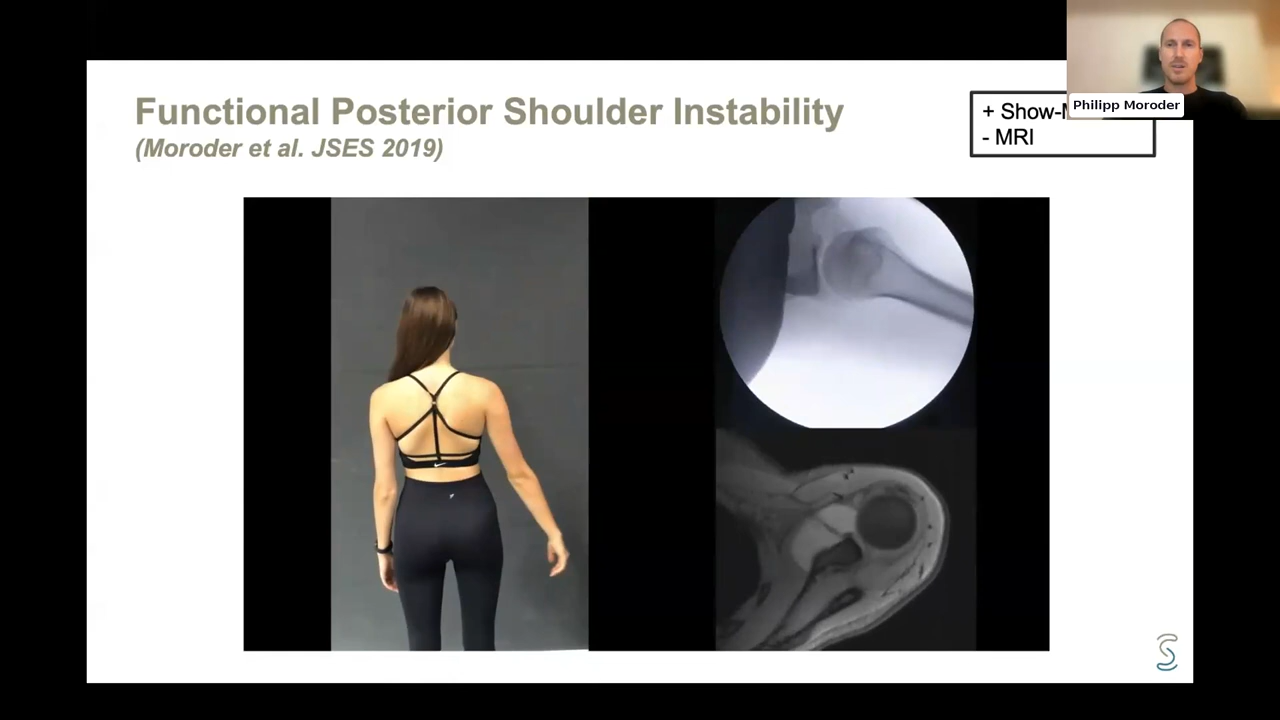 Functional Posterior Shoulder Instability
(Moroder et al. JSES 2019)
+ Show-
- MRI
Philipp Moroder